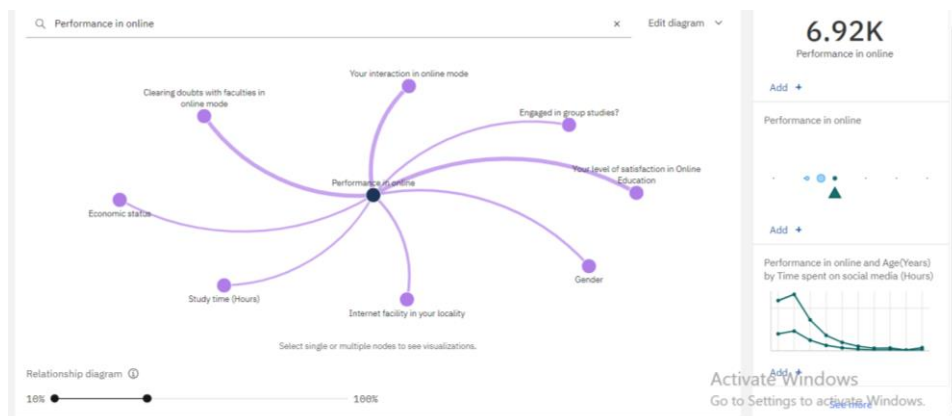 Performance in online
×
Edit diagram
Your interaction in online mode
Clearing doubts with faculties in
online mode
Engaged in group studies?
Your level of satisfaction in Online
Education
Performance in online
Economic status
Gender
Study time (Hours)
Internet facility in your locality
Select single or multiple nodes to see visualizations.
Relationship diagram
10%
100%
6.92K
Performance in online
Add +
Performance in online
Add +
Performance in online and Age(Years)
by Time spent on social media (Hours)
Add +
Activate Windows
Go to Settings to activate Windows.
See more